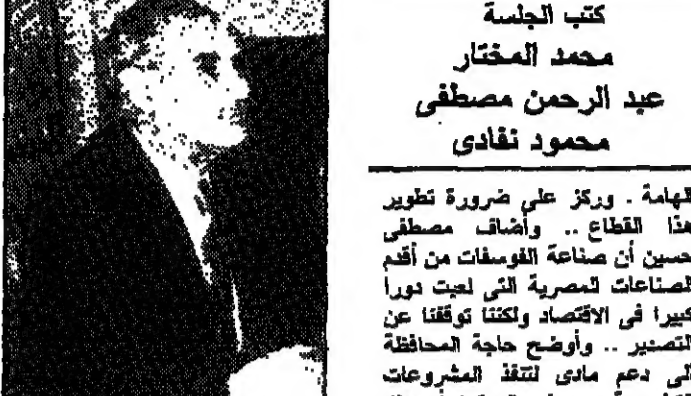 كتب الجلسة
محمد المختار
عبد الرحمن مصطفى
محمود نفادى
الهامة . وركز على ضرورة تطوير
هذا القطاع .. وأضاف مصطفى
حسين أن صناعة الفوسفات من أقدم
الصناعات المصرية التى لعبت دورا
كبيرا فى الاقتصاد ولكننا توقفنا عن
التصدير .. وأوضح حاجة المحافظة
الى دعم مادى لتنفذ المشروعات